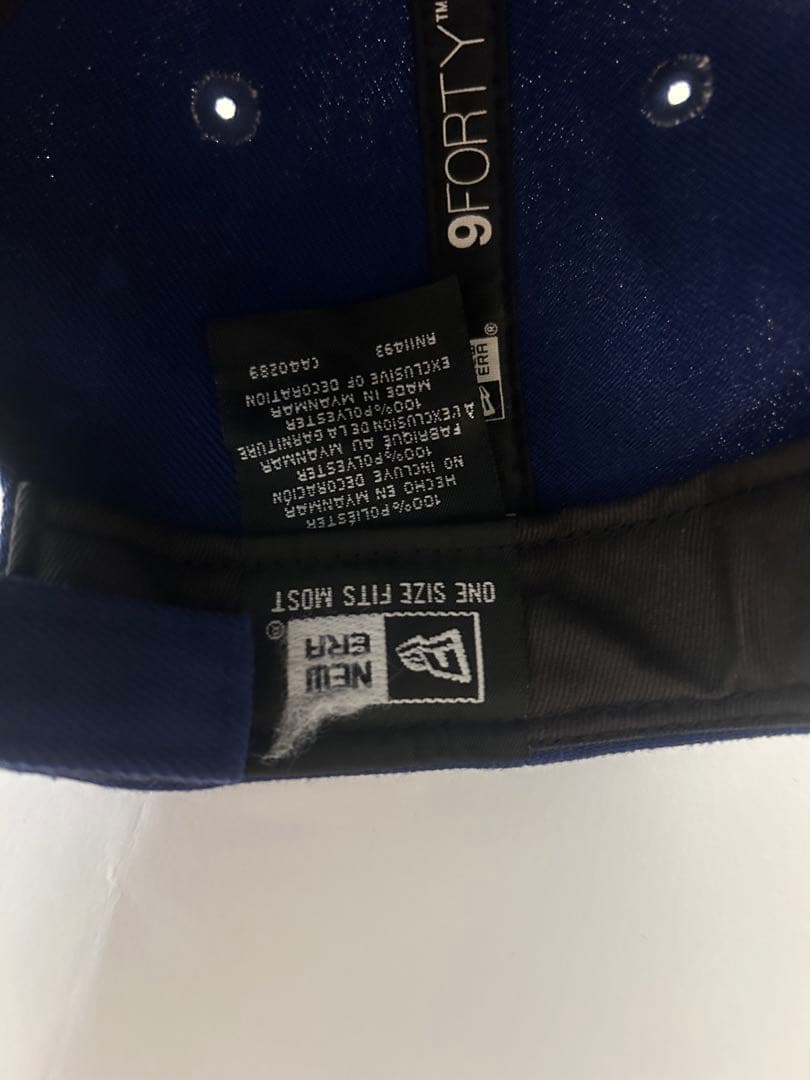 9FORTY™
ERA®
NEW
ERA®
ONE SIZE FITS MOST
100%POLIÉSTER
HECHO EN MYANMAR
NO INCLUYE DECORACIÓN
100%POLYESTER
FABRIQUÉ AU MYANMAR
À L'EXCLUSION DE LA GARNITURE
100%POLYESTER
MADE IN MYANMAR
EXCLUSIVE OF DECORATION
RN11493 CA40289